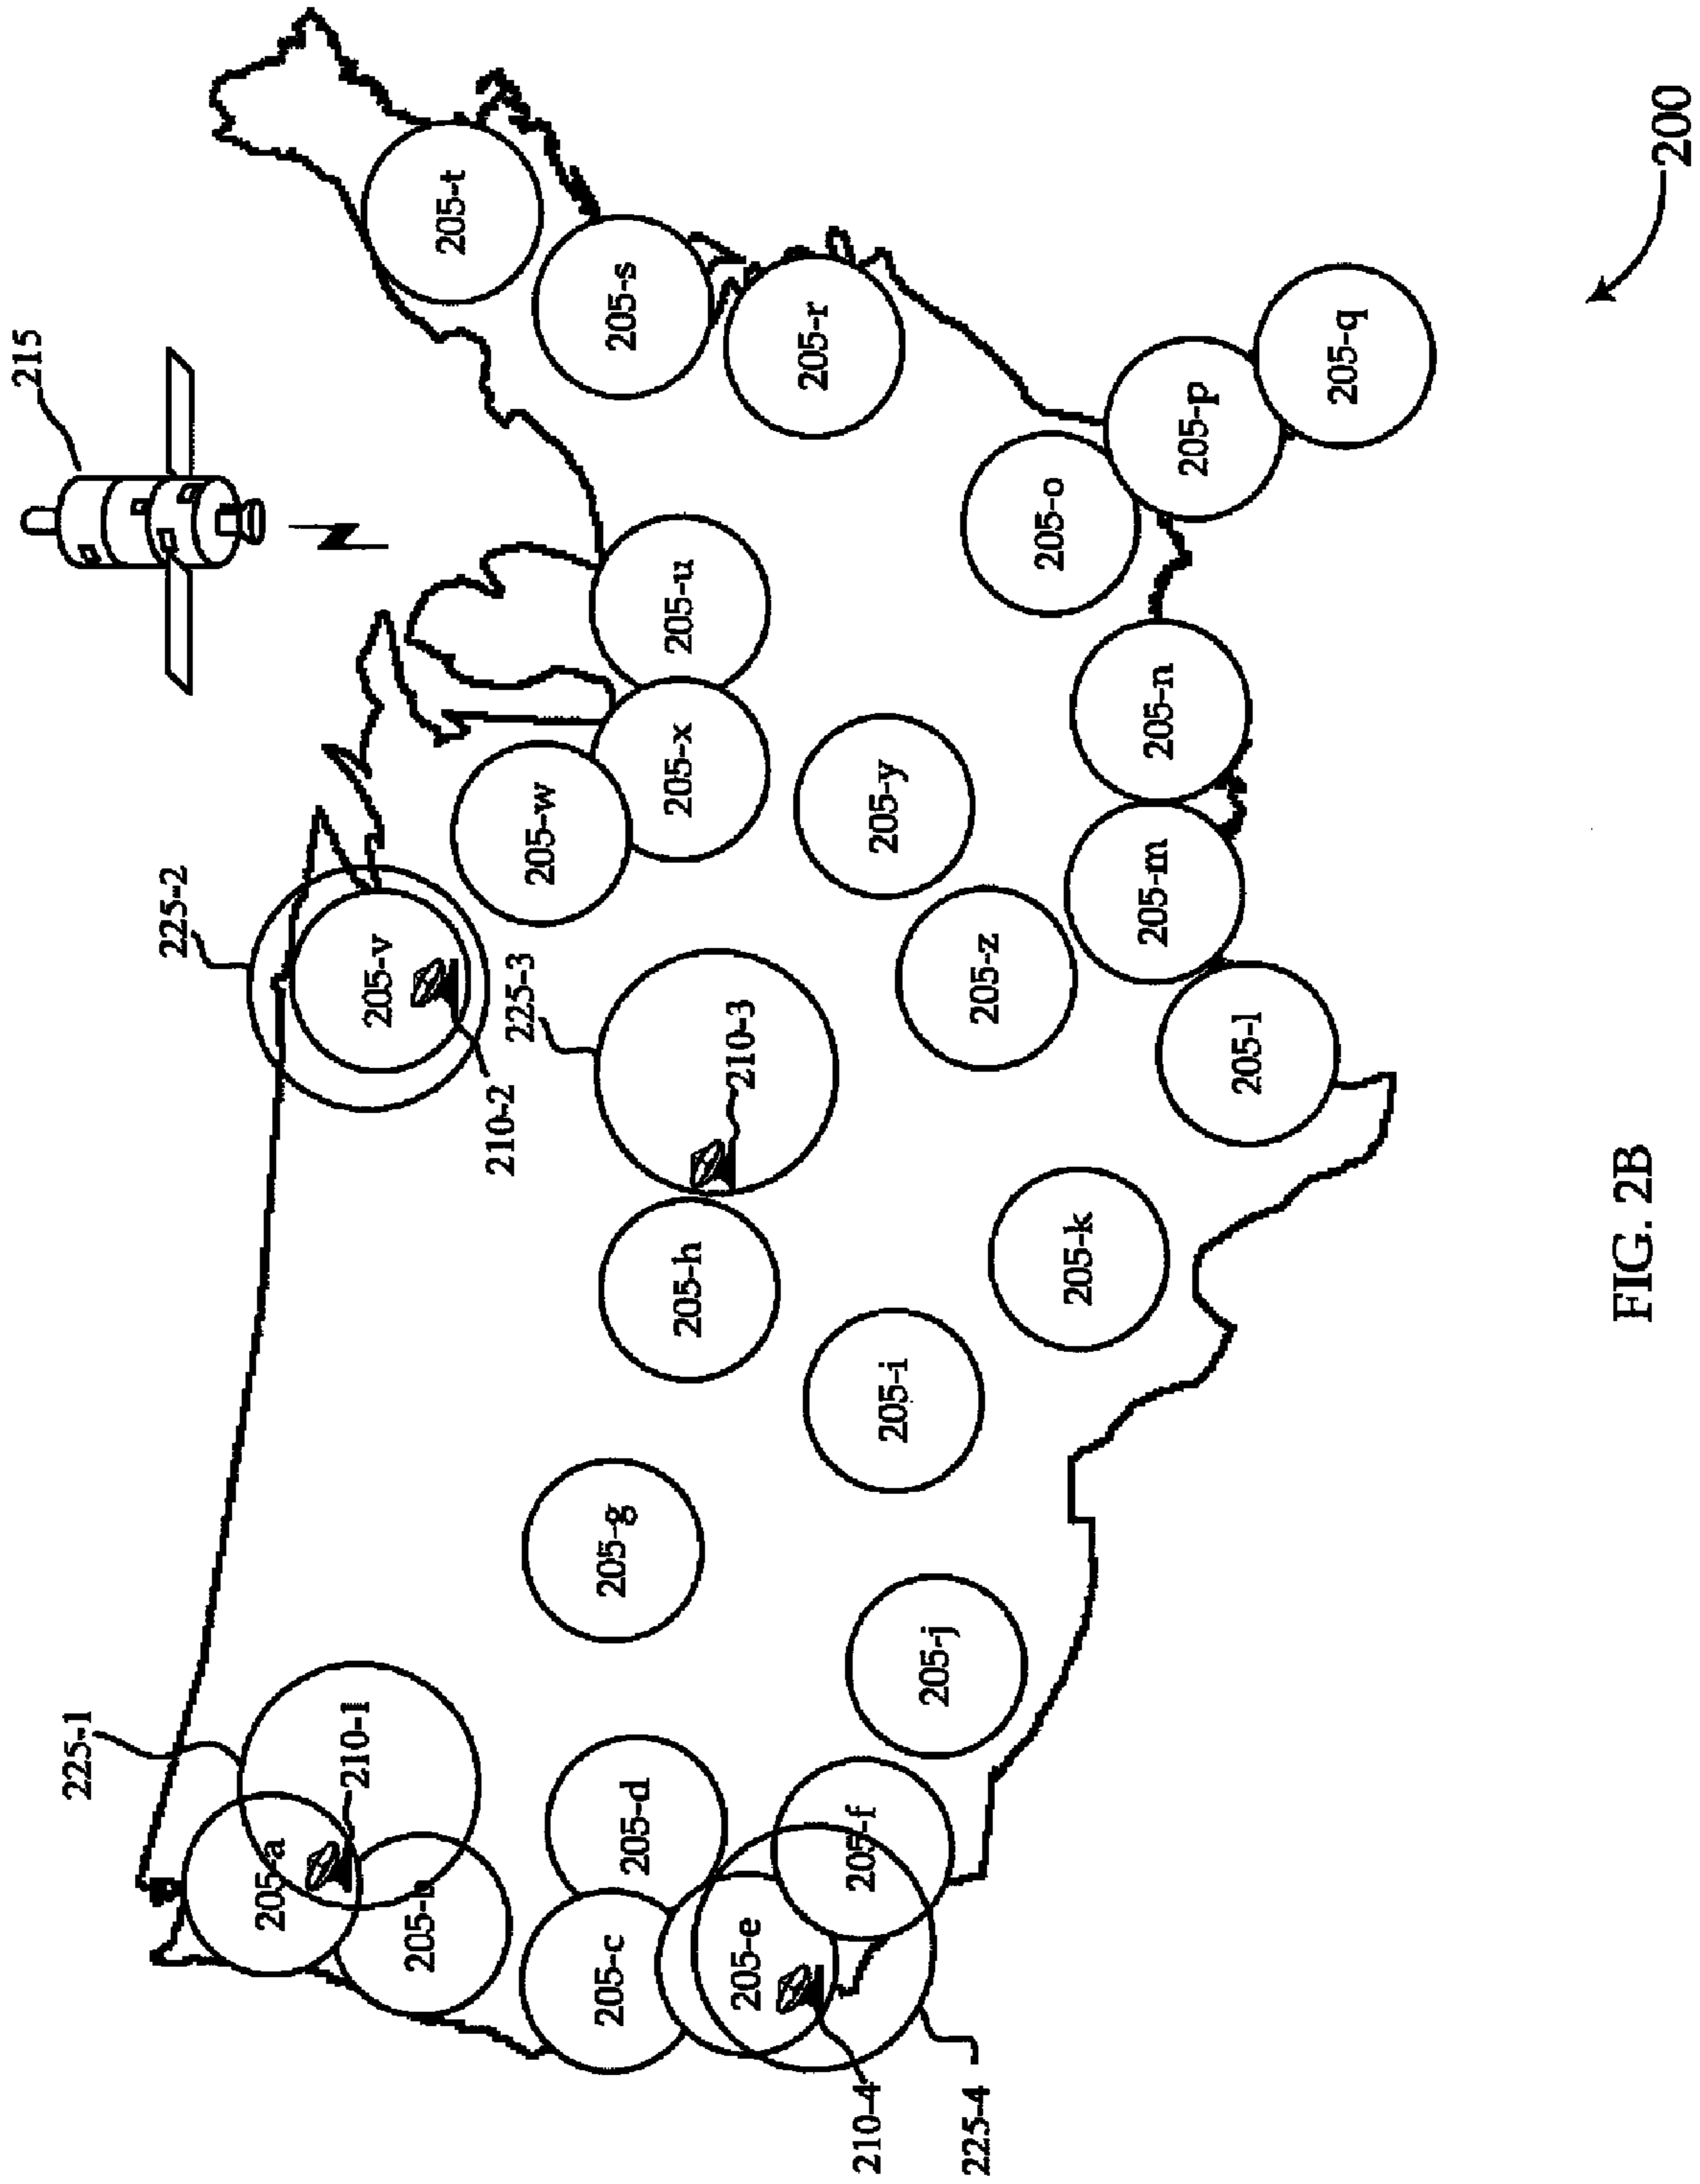 215
225-1
225-2
205-a
210-1
205-v
205-b
205-t
210-2
225-3
205-w
205-c
205-g
205-s
205-d
205-x
205-u
205-h
210-3
205-e
205-r
205-f
210-4
205-y
205-i
205-j
225-4
205-z
205-o
205-k
205-m
205-n
205-p
205-l
205-q
FIG. 2B
200